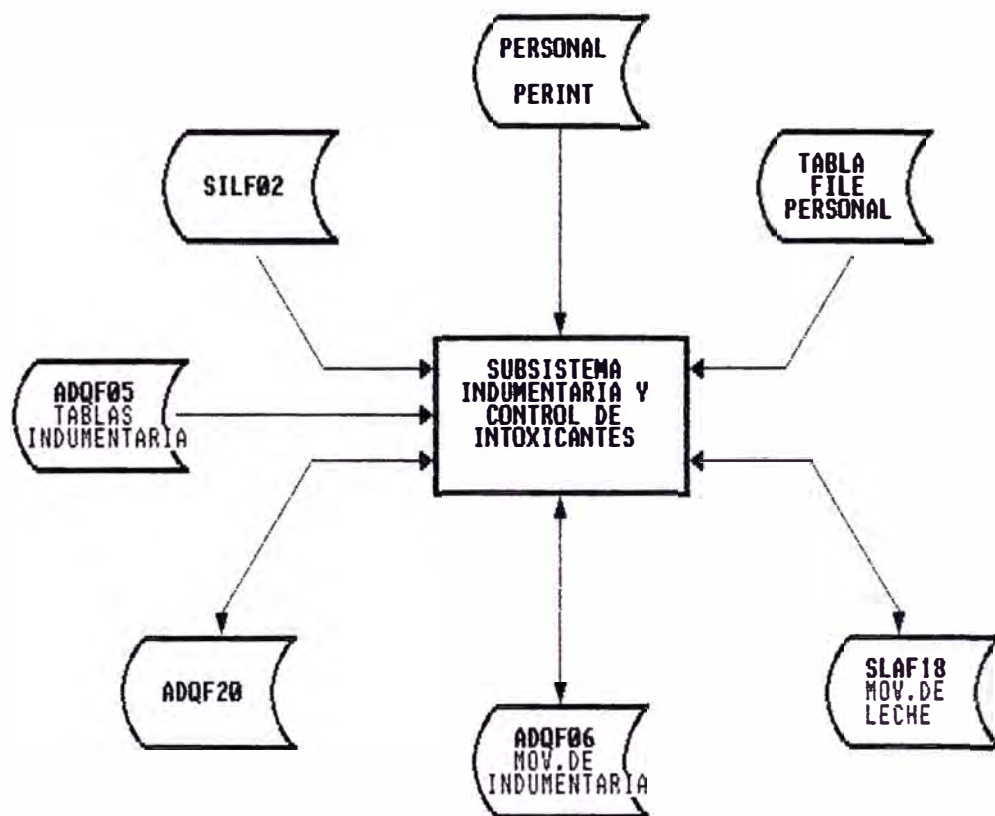 PERSONAL
PERINT
SILF02
TABLA
FILE
PERSONAL
ADQF05
TABLAS
INDUMENTARIA
SUBSISTEMA
INDUMENTARIA Y
CONTROL DE
INTOXICANTES
ADQF20
ADQF06
MOV.DE
INDUMENTARIA
SLAF18
MOV.DE
LECHE